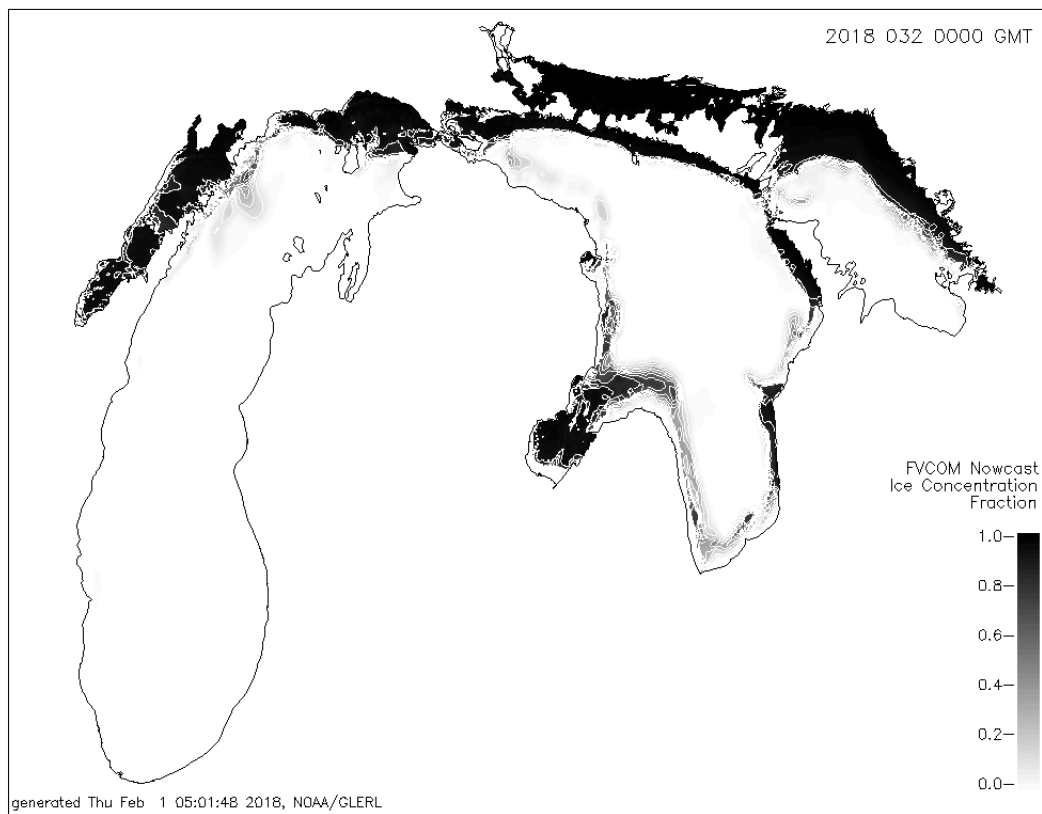 2018 032 0000 GMT
FVCOM Nowcast
Ice Concentration
Fraction
1.0
0.8
0.6
0.4
0.2
0.0
generated Thu Feb 1 05:01:48 2018, NOAA/GLERL